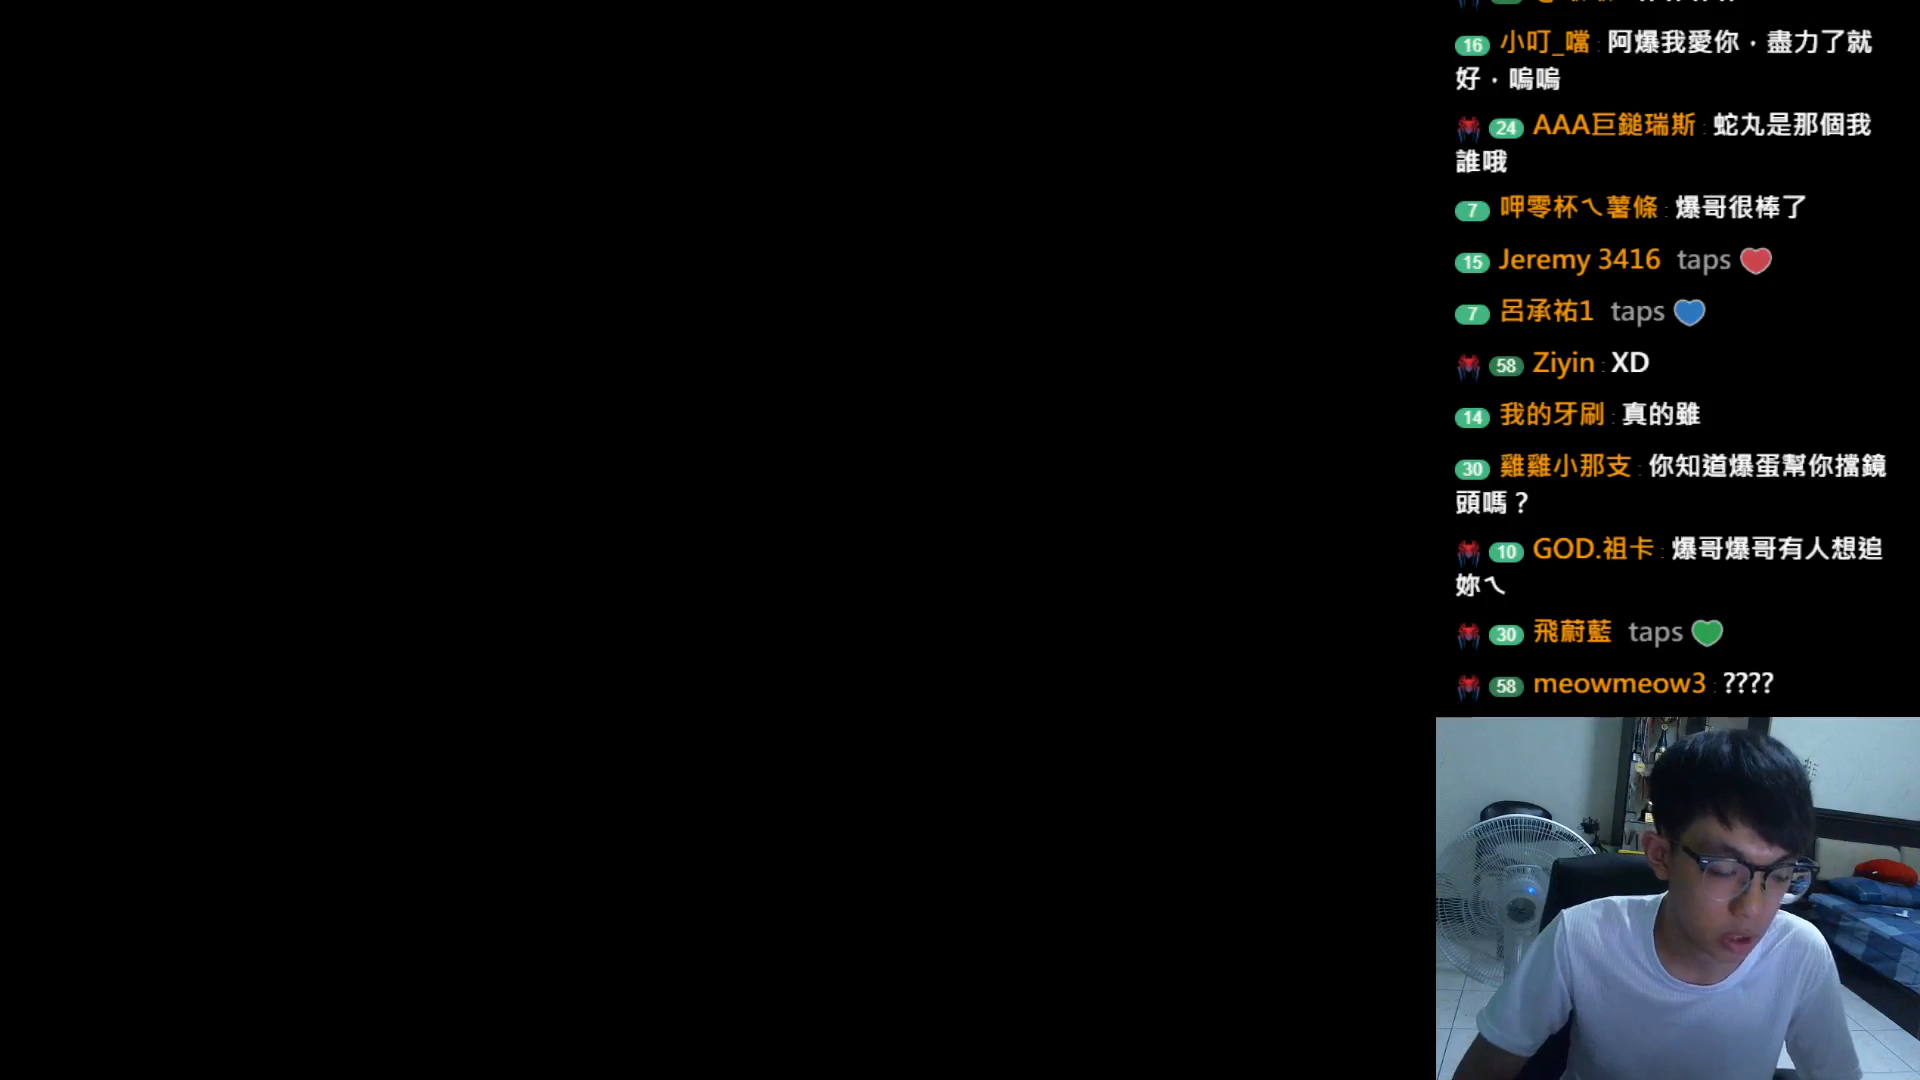 16 小叮_噹 : 阿爆我愛你，盡力了就
好，嗚嗚
24 AAA巨鎚瑞斯 : 蛇丸是那個我
誰哦
7 呷零杯ㄟ薯條 : 爆哥很棒了
15 Jeremy 3416 taps
7 呂承祐1 taps
58 Ziyin : XD
14 我的牙刷 : 真的雖
30 雞雞小那支 : 你知道爆蛋幫你擋鏡
頭嗎？
10 GOD.祖卡 : 爆哥爆哥有人想追
妳ㄟ
30 飛蔚藍 taps
58 meowmeow3 : ????